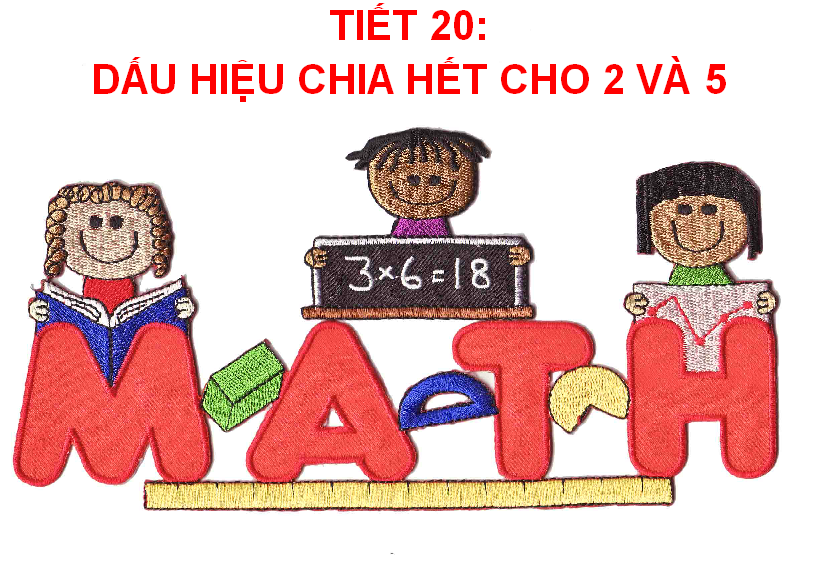 TIẾT 20:
DẤU HIỆU CHIA HẾT CHO 2 VÀ 5
3×6=18
MATH